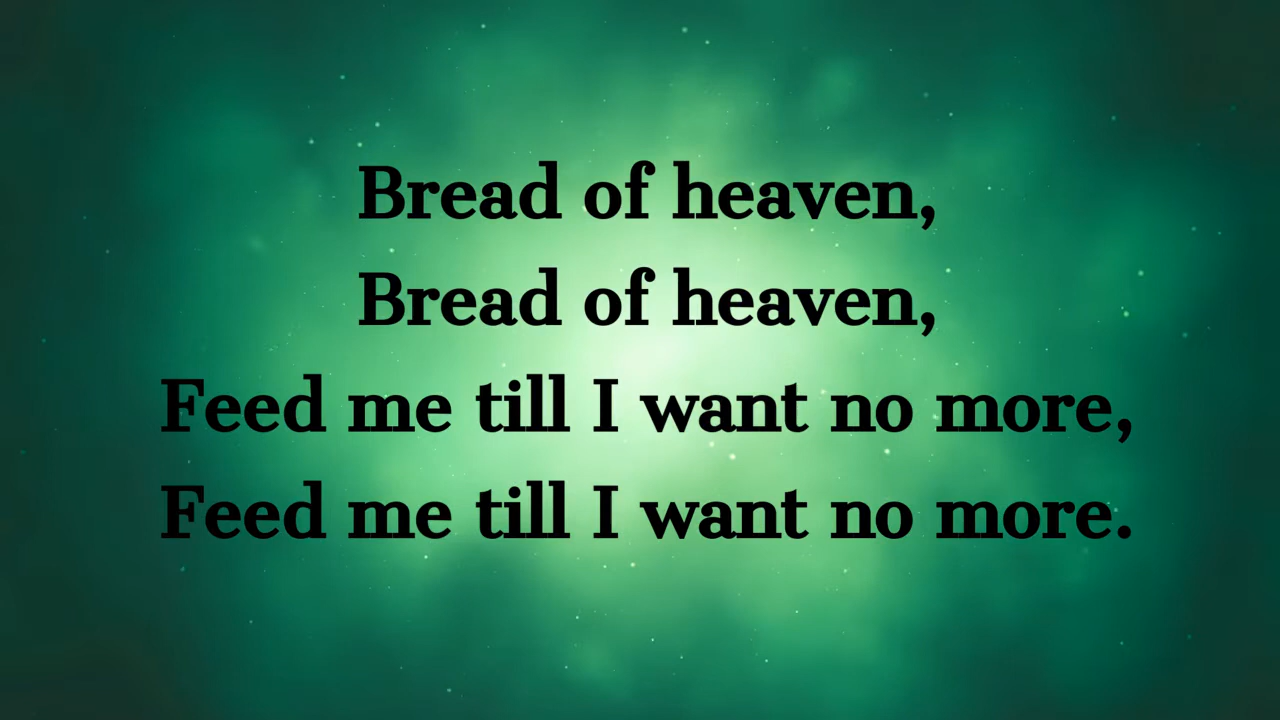 Bread of heaven,
Bread of heaven,
Feed me till I want no more,
Feed me till I want no more.